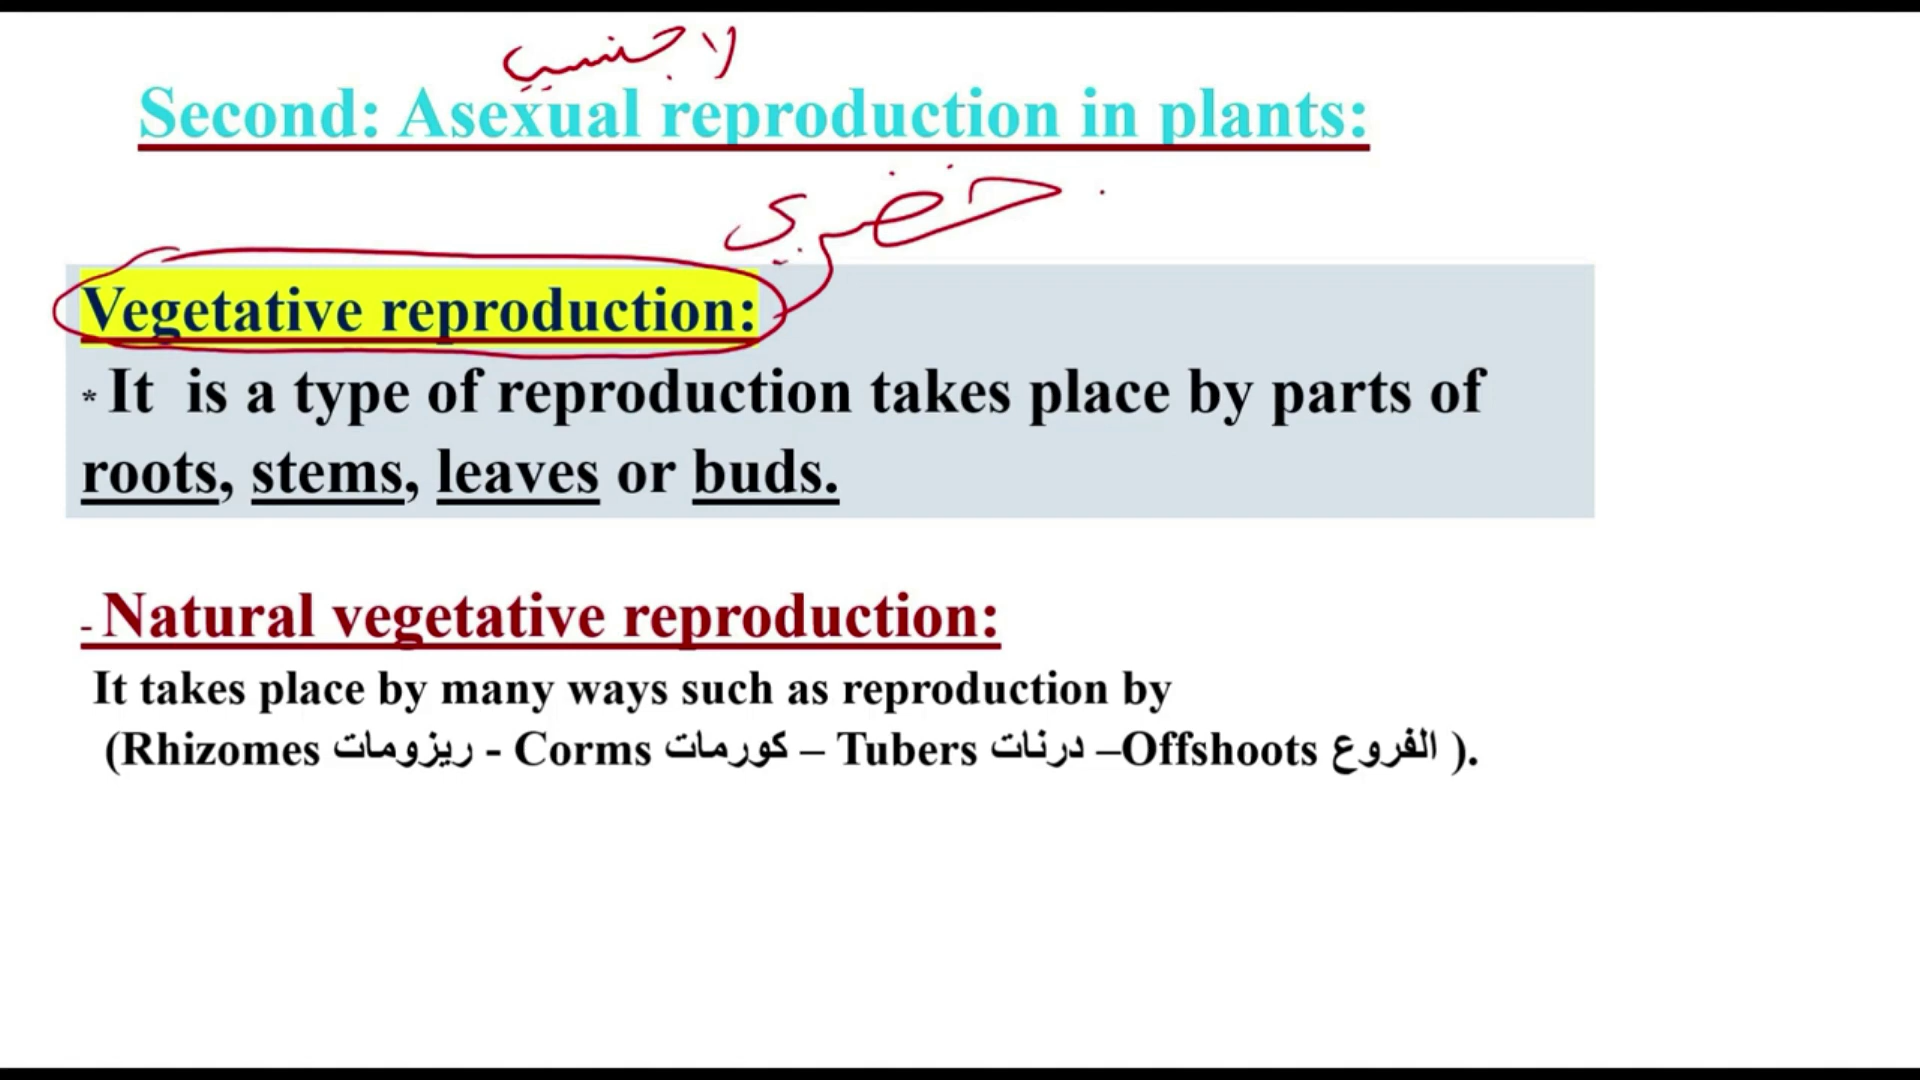 لا جنسي
Second: Asexual reproduction in plants:
خضري
Vegetative reproduction:
* It is a type of reproduction takes place by parts of
roots, stems, leaves or buds.
- Natural vegetative reproduction:
It takes place by many ways such as reproduction by
(Rhizomes ريزومات - Corms كورمات – Tubers درنات –Offshoots الفروع ).